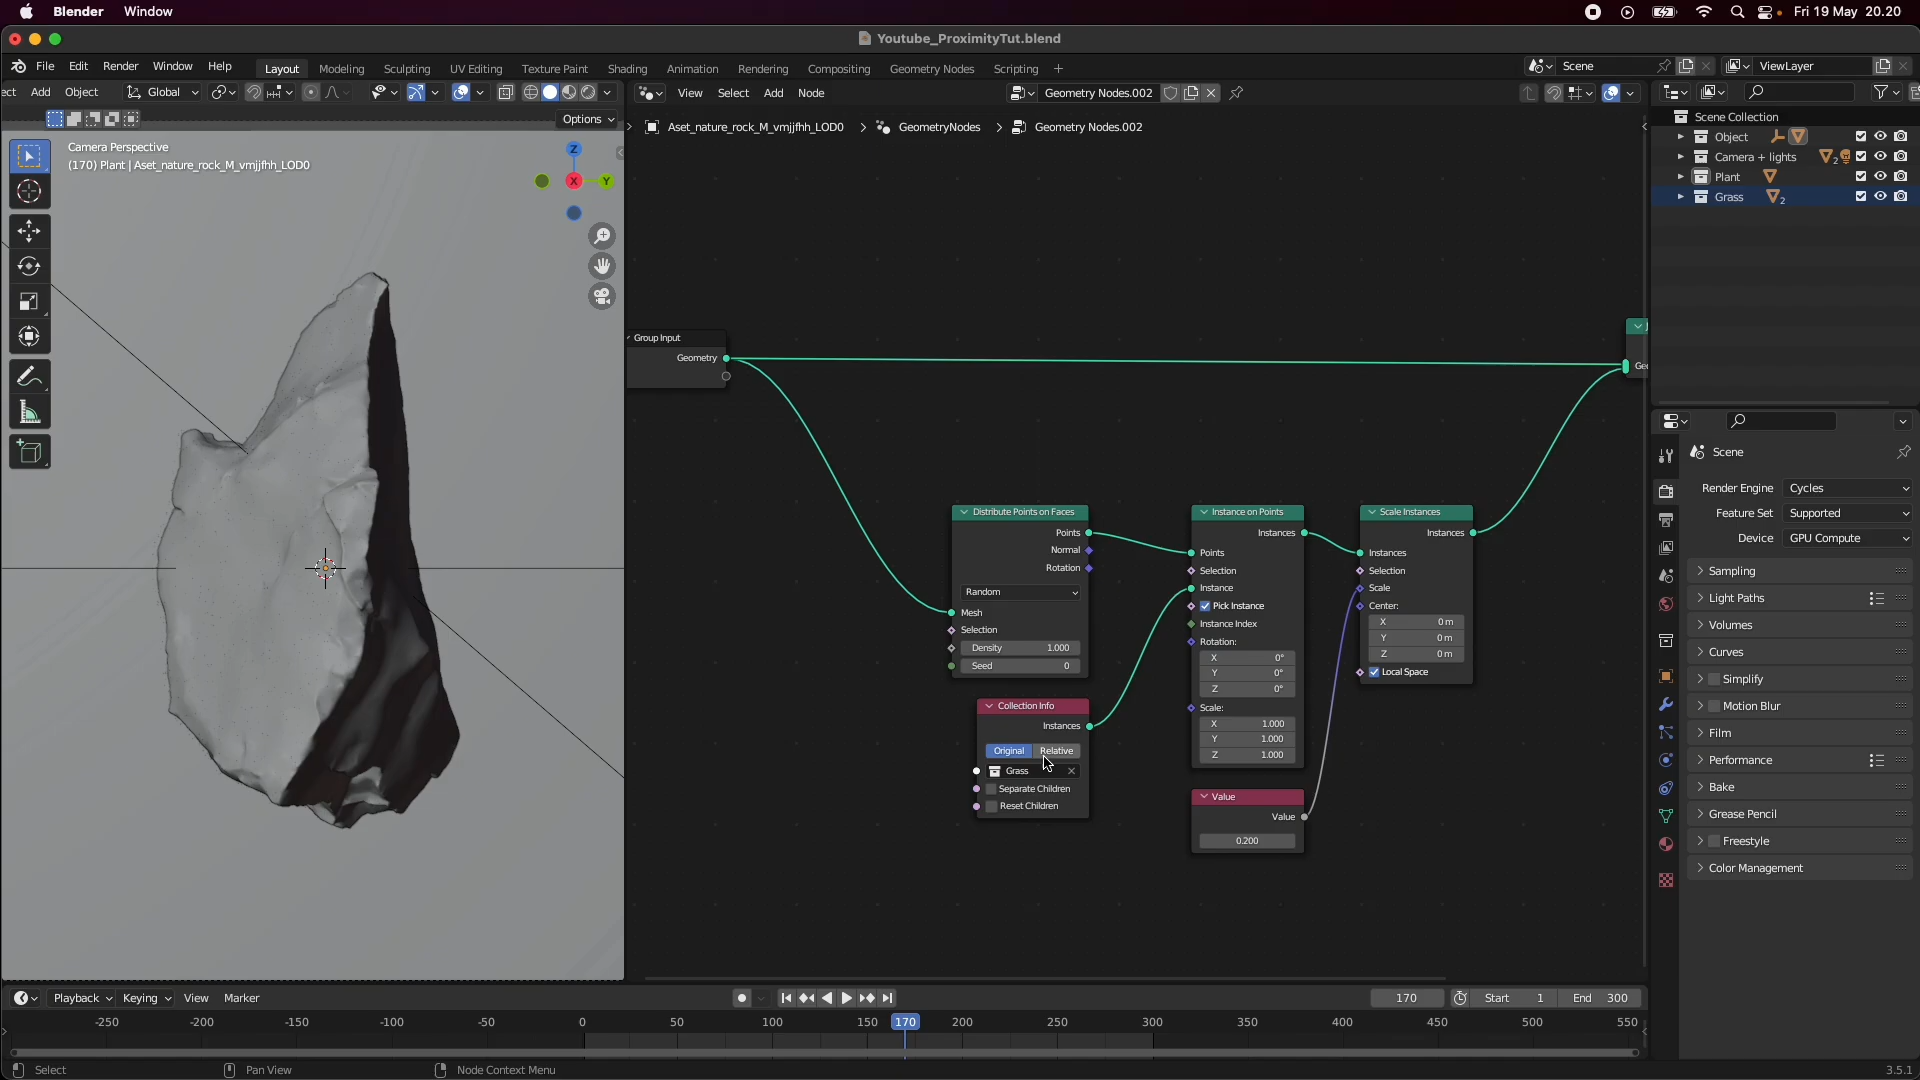 Blender Window Fri 19 May 20.20
Youtube_ProximityTut.blend
File Edit Render Window Help Layout Modeling Sculpting UV Editing Texture Paint Shading Animation Rendering Compositing Geometry Nodes Scripting + Scene ViewLayer
ect Add Object Global View Select Add Node Geometry Nodes.002
Options
Aset_nature_rock_M_vmjjfhh_LOD0 > GeometryNodes > Geometry Nodes.002
Camera Perspective
(170) Plant | Aset_nature_rock_M_vmjjfhh_LOD0
Z
X
Y
Scene Collection
Object
Camera + lights 2
Plant
Grass 2
Group Input
Geometry
Geo
Distribute Points on Faces
Points
Normal
Rotation
Random
Mesh
Selection
Density 1.000
Seed 0
Collection Info
Instances
Original Relative
Grass
Separate Children
Reset Children
Instance on Points
Instances
Points
Selection
Instance
Pick Instance
Instance Index
Rotation:
X 0°
Y 0°
Z 0°
Scale:
X 1.000
Y 1.000
Z 1.000
Value
Value
0.200
Scale Instances
Instances
Instances
Selection
Scale
Center:
X 0 m
Y 0 m
Z 0 m
Local Space
Scene
Render Engine Cycles
Feature Set Supported
Device GPU Compute
Sampling
Light Paths
Volumes
Curves
Simplify
Motion Blur
Film
Performance
Bake
Grease Pencil
Freestyle
Color Management
Playback Keying View Marker 170 Start 1 End 300
-250 -200 -150 -100 -50 0 50 100 150 170 200 250 300 350 400 450 500 550
Select Pan View Node Context Menu 3.5.1